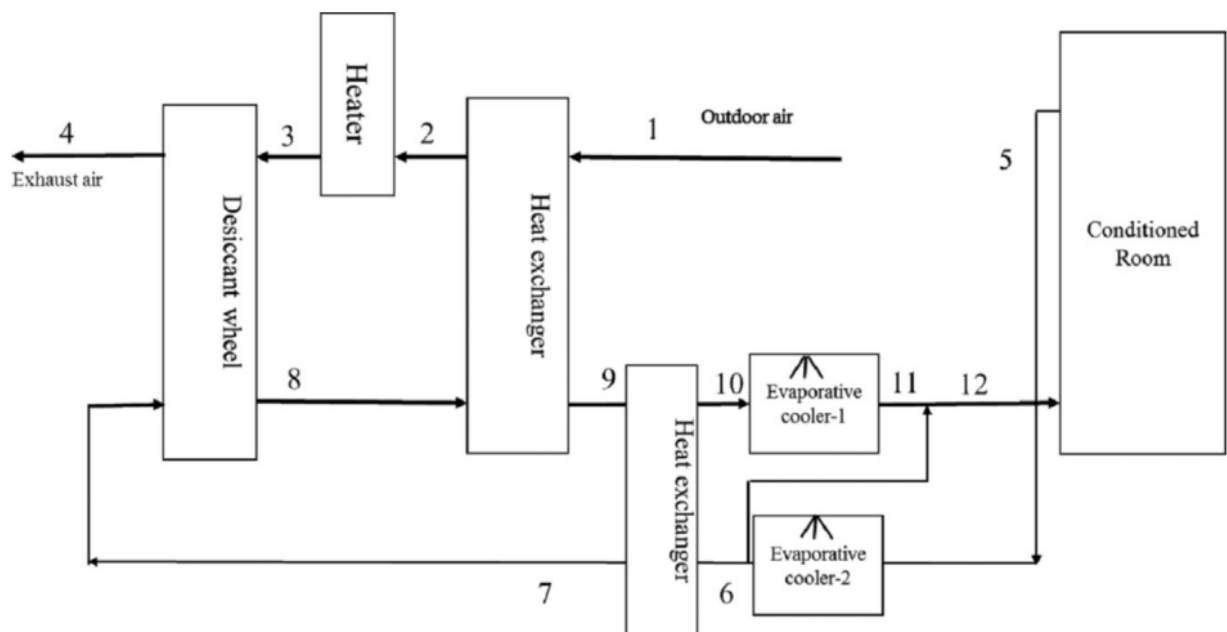 Heater
4
3
2
1
Outdoor air
Exhaust air
5
Desiccant wheel
Heat exchanger
Conditioned
Room
8
9
10
Evaporative
cooler-1
11
12
Heat exchanger
7
6
Evaporative
cooler-2